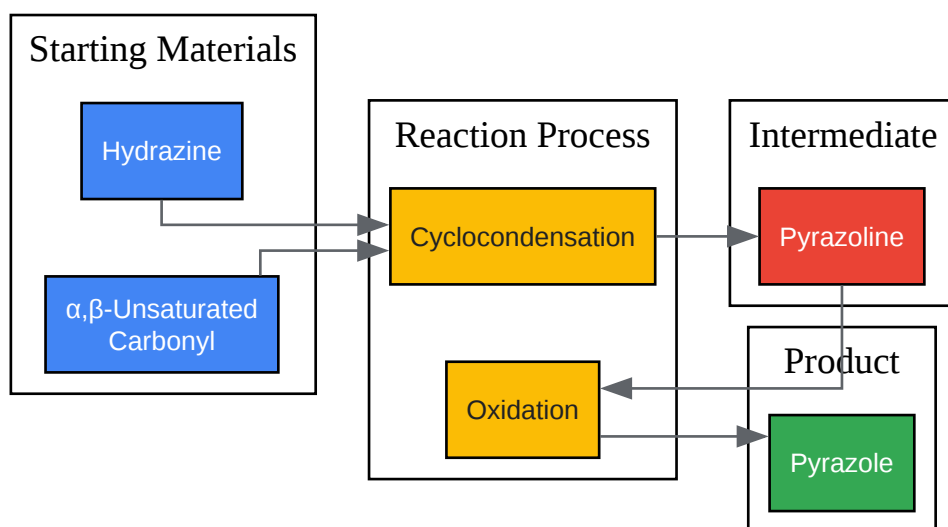 Starting Materials
Hydrazine
α,β-Unsaturated
Carbonyl
Reaction Process
Cyclocondensation
Oxidation
Intermediate
Pyrazoline
Product
Pyrazole